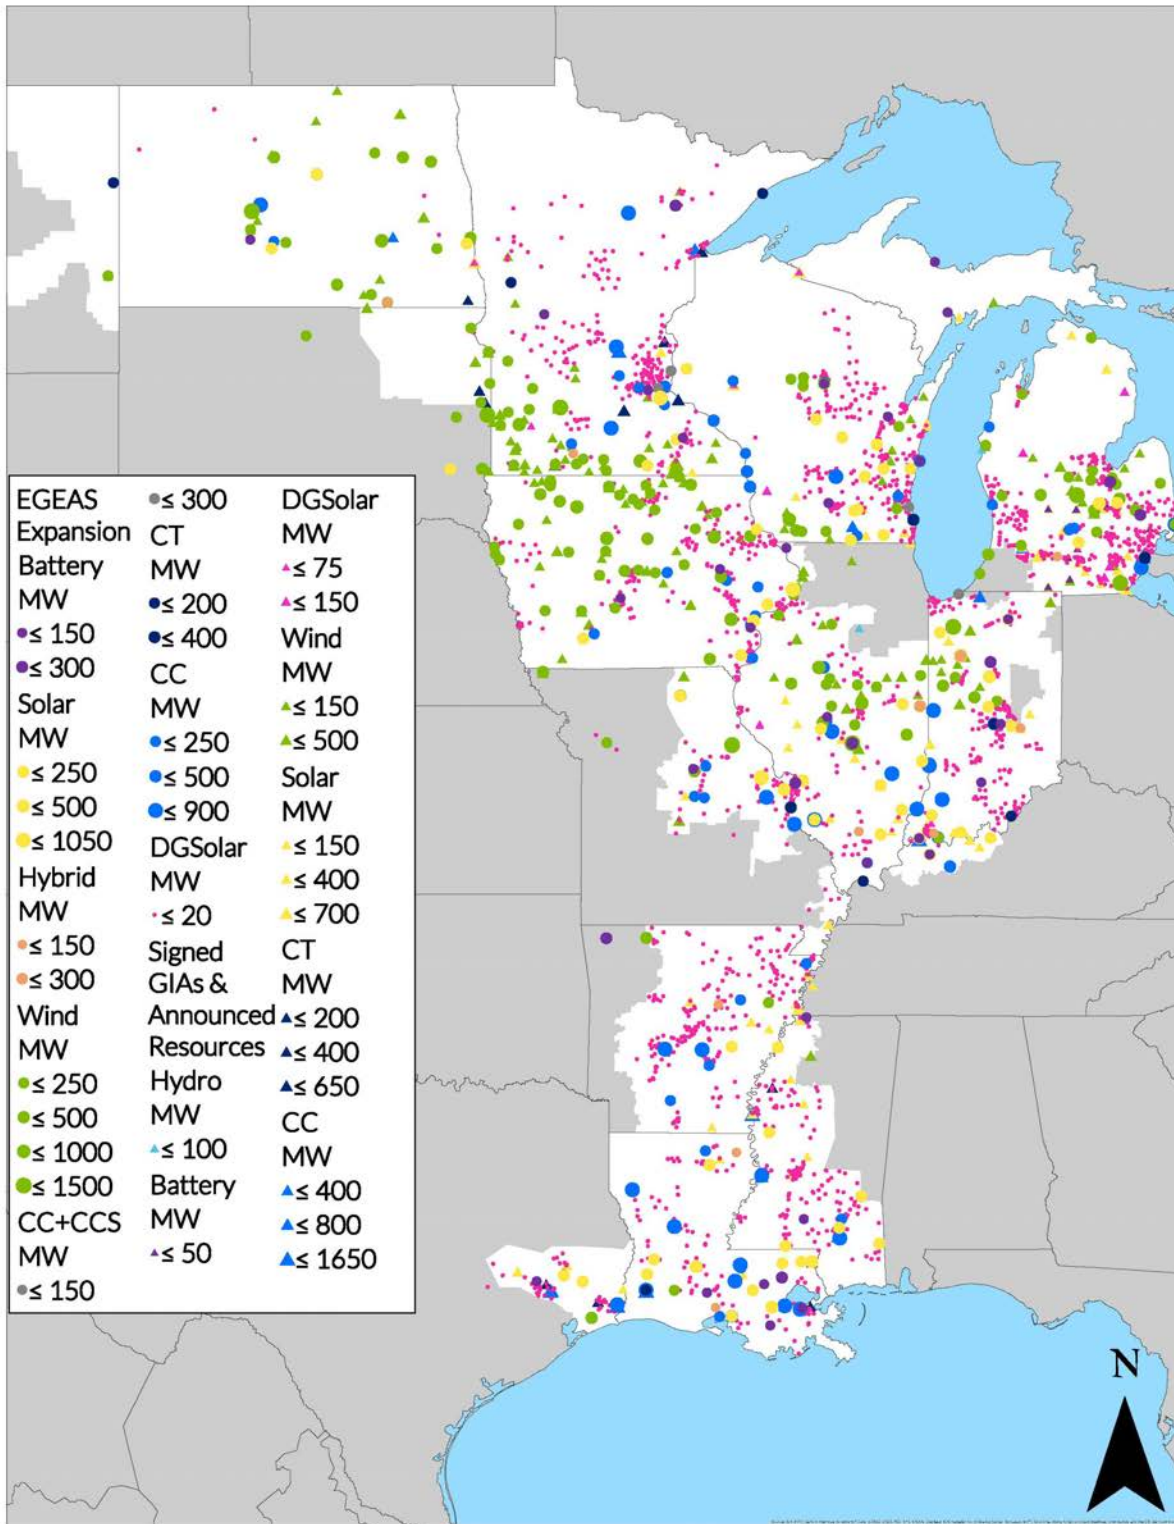 EGEAS
Expansion
Battery
MW
≤ 150
≤ 300
Solar
MW
≤ 250
≤ 500
≤ 1050
Hybrid
MW
≤ 150
≤ 300
Wind
MW
≤ 250
≤ 500
≤ 1000
≤ 1500
CC+CCS
MW
≤ 150
≤ 300
CT
MW
≤ 200
≤ 400
CC
MW
≤ 250
≤ 500
≤ 900
DGSolar
MW
≤ 20
Signed
GIAs &
Announced
Resources
Hydro
MW
≤ 100
Battery
MW
≤ 50
DGSolar
MW
≤ 75
≤ 150
Wind
MW
≤ 150
≤ 500
Solar
MW
≤ 150
≤ 400
≤ 700
CT
MW
≤ 200
≤ 400
≤ 650
CC
MW
≤ 400
≤ 800
≤ 1650
N